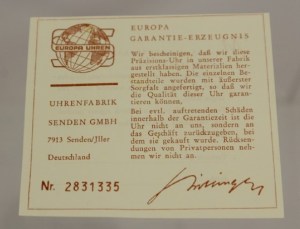 EUROPA UHREN
EUROPA
GARANTIE-ERZEUGNIS
Wir bescheinigen, daß wir diese
Präzisions-Uhr in unserer Fabrik
aus erstklassigen Materialien her-
gestellt haben. Die einzelnen Be-
standteile wurden mit äußerster
Sorgfalt angefertigt, so daß wir
die Qualität dieser Uhr garan-
tieren können.
Bei evtl. auftretenden Schäden
innerhalb der Garantiezeit ist die
Uhr nicht an uns, sondern an
das Geschäft zurückzugeben, bei
dem sie gekauft wurde. Rücksen-
dungen von Privatpersonen neh-
men wir nicht an.
UHRENFABRIK
SENDEN GMBH
7913 Senden/Jller
Deutschland
Nr. 2831335